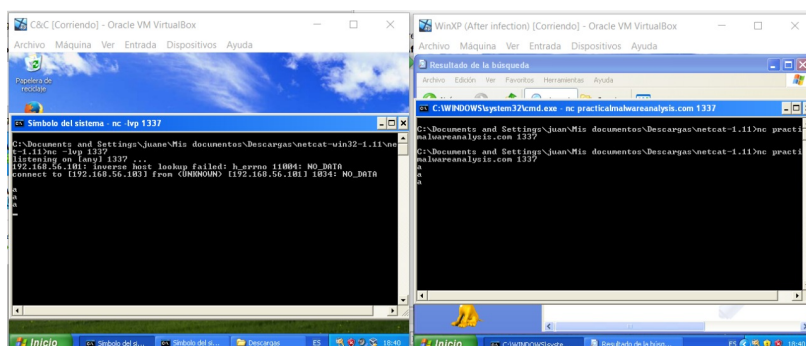 C&C [Corriendo] - Oracle VM VirtualBox
Archivo Máquina Ver Entrada Dispositivos Ayuda
Papelera de
reciclaje
Símbolo del sistema - nc -lvp 1337
C:\Documents and Settings\juane\Mis documentos\Descargas\netcat-win32-1.11\ne
t-1.11>nc -lvp 1337
listening on [any] 1337 ...
192.168.56.101: inverse host lookup failed: h_errno 11004: NO_DATA
connect to [192.168.56.103] from <UNKNOWN> [192.168.56.101] 1034: NO_DATA
a
a
a
Inicio
Símbolo del si...
Símbolo del si...
Descargas
ES
18:40
WinXP (After infection) [Corriendo] - Oracle VM VirtualBox
Archivo Máquina Ver Entrada Dispositivos Ayuda
Resultado de la búsqueda
Archivo Edición Ver Favoritos Herramientas Ayuda
C:\WINDOWS\system32\cmd.exe - nc practicalmalwareanalysis.com 1337
C:\Documents and Settings\juan\Mis documentos\Descargas\netcat-1.11>nc practi
malwareanalysis.com 1337
C:\Documents and Settings\juan\Mis documentos\Descargas\netcat-1.11>nc practi
malwareanalysis.com 1337
a
a
a
Inicio
C:\WINDOWS\syste...
Resultado de la búsq...
ES
18:40